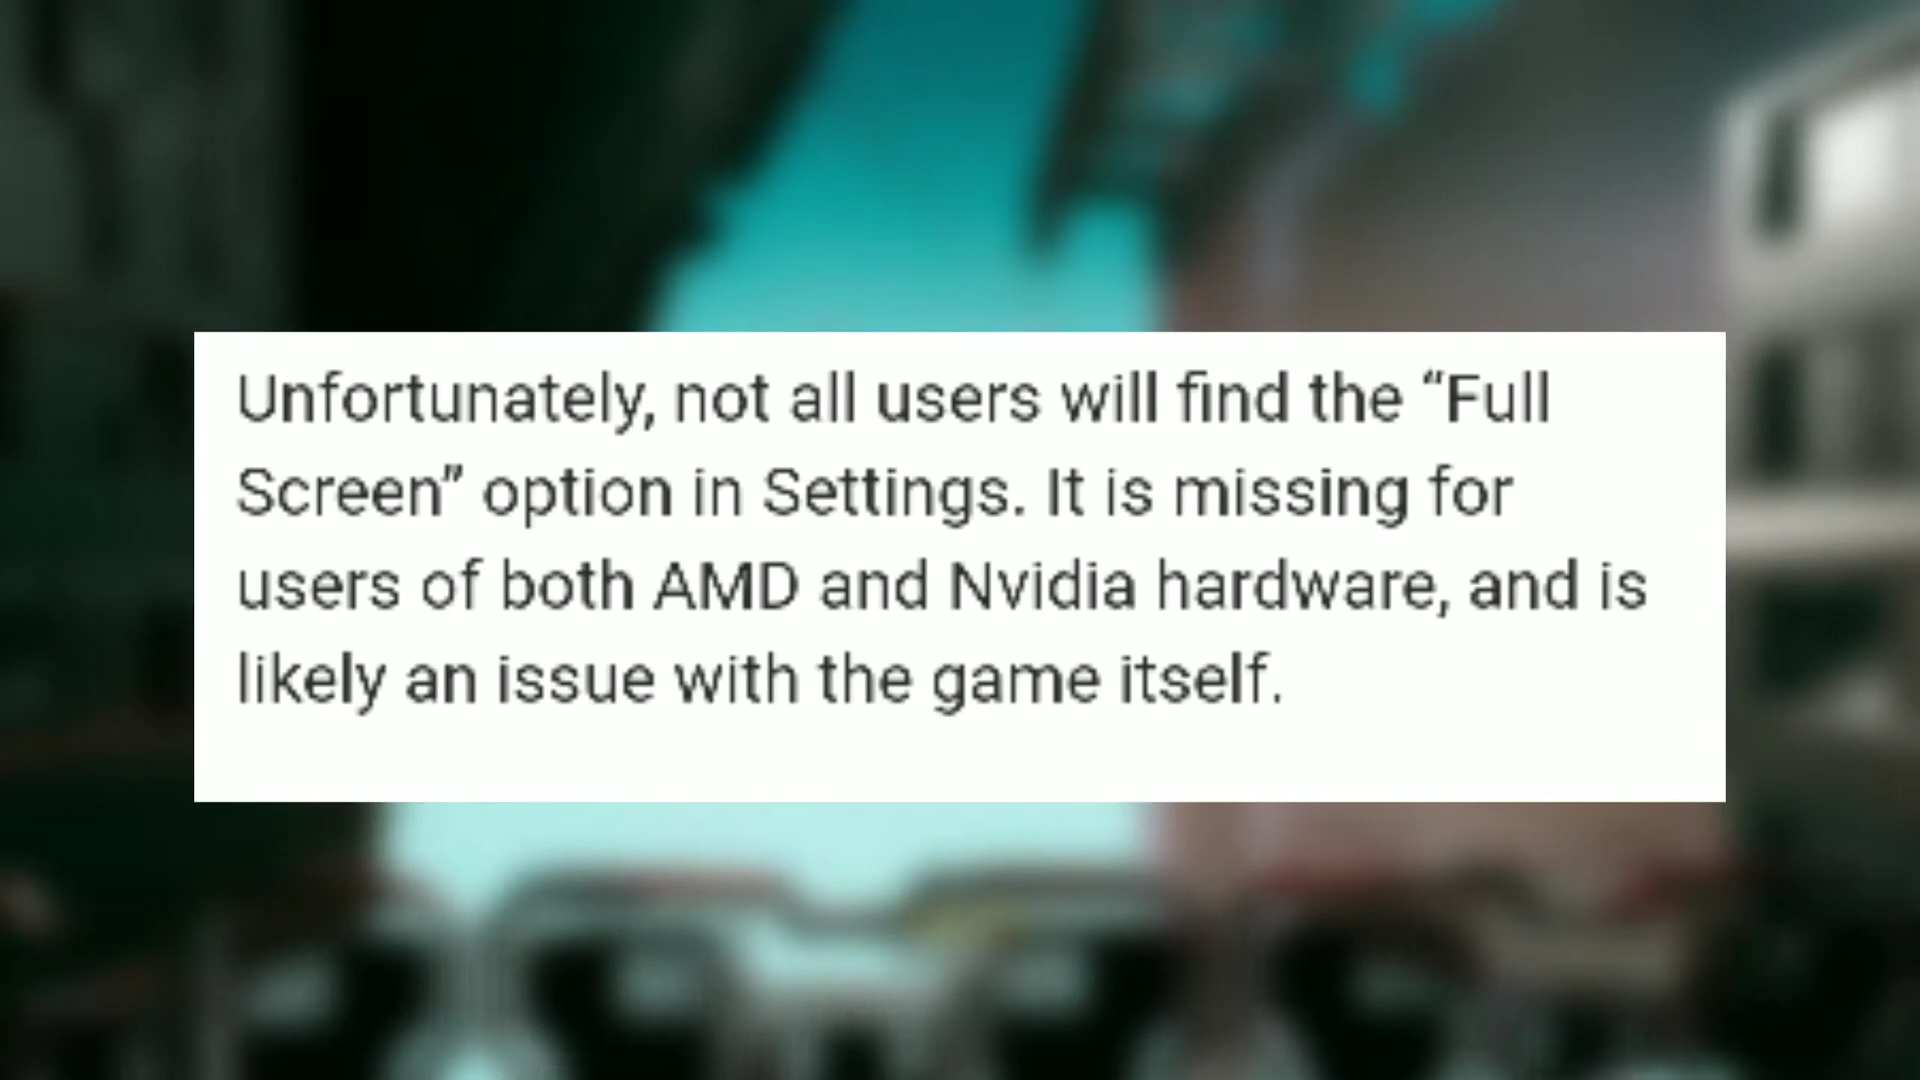 Unfortunately, not all users will find the “Full
Screen” option in Settings. It is missing for
users of both AMD and Nvidia hardware, and is
likely an issue with the game itself.